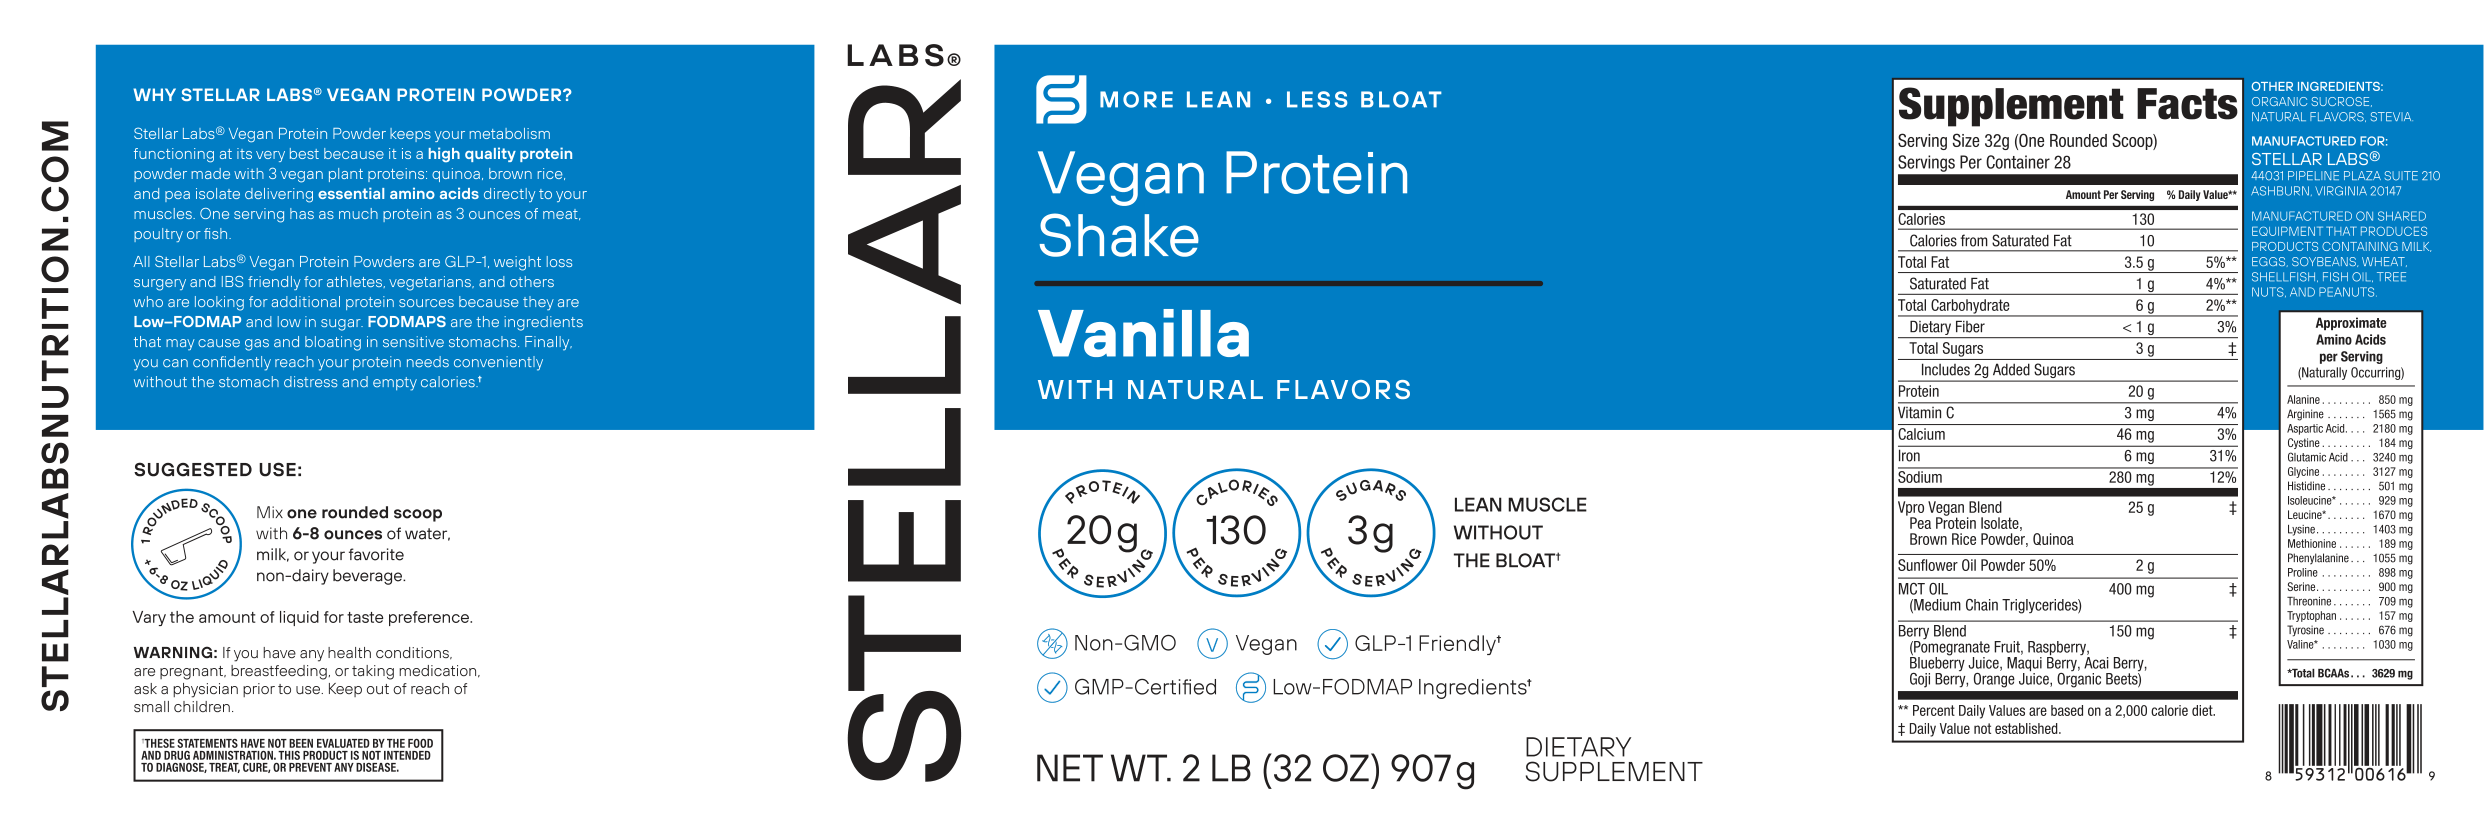 STELLARLABSNUTRITION.COM
WHY STELLAR LABS® VEGAN PROTEIN POWDER?
Stellar Labs® Vegan Protein Powder keeps your metabolism
functioning at its very best because it is a high quality protein
powder made with 3 vegan plant proteins: quinoa, brown rice,
and pea isolate delivering essential amino acids directly to your
muscles. One serving has as much protein as 3 ounces of meat,
poultry or fish.
All Stellar Labs® Vegan Protein Powders are GLP-1, weight loss
surgery and IBS friendly for athletes, vegetarians, and others
who are looking for additional protein sources because they are
Low–FODMAP and low in sugar. FODMAPS are the ingredients
that may cause gas and bloating in sensitive stomachs. Finally,
you can confidently reach your protein needs conveniently
without the stomach distress and empty calories.†
SUGGESTED USE:
1 ROUNDED SCOOP
+ 6-8 OZ LIQUID
Mix one rounded scoop
with 6-8 ounces of water,
milk, or your favorite
non-dairy beverage.
Vary the amount of liquid for taste preference.
WARNING: If you have any health conditions,
are pregnant, breastfeeding, or taking medication,
ask a physician prior to use. Keep out of reach of
small children.
†THESE STATEMENTS HAVE NOT BEEN EVALUATED BY THE FOOD
AND DRUG ADMINISTRATION. THIS PRODUCT IS NOT INTENDED
TO DIAGNOSE, TREAT, CURE, OR PREVENT ANY DISEASE.
STELLAR
LABS®
MORE LEAN • LESS BLOAT
Vegan Protein
Shake
Vanilla
WITH NATURAL FLAVORS
PROTEIN
20g
PER SERVING
CALORIES
130
PER SERVING
SUGARS
3g
PER SERVING
LEAN MUSCLE
WITHOUT
THE BLOAT†
Non-GMO
V Vegan
GLP-1 Friendly†
GMP-Certified
Low-FODMAP Ingredients†
NET WT. 2 LB (32 OZ) 907g
DIETARY
SUPPLEMENT
Supplement Facts
Serving Size 32g (One Rounded Scoop)
Servings Per Container 28
Amount Per Serving % Daily Value**
Calories 130
Calories from Saturated Fat 10
Total Fat 3.5 g 5%**
Saturated Fat 1 g 4%**
Total Carbohydrate 6 g 2%**
Dietary Fiber < 1 g 3%
Total Sugars 3 g ‡
Includes 2g Added Sugars
Protein 20 g
Vitamin C 3 mg 4%
Calcium 46 mg 3%
Iron 6 mg 31%
Sodium 280 mg 12%
Vpro Vegan Blend 25 g ‡
Pea Protein Isolate,
Brown Rice Powder, Quinoa
Sunflower Oil Powder 50% 2 g
MCT OIL 400 mg ‡
(Medium Chain Triglycerides)
Berry Blend 150 mg ‡
(Pomegranate Fruit, Raspberry,
Blueberry Juice, Maqui Berry, Acai Berry,
Goji Berry, Orange Juice, Organic Beets)
** Percent Daily Values are based on a 2,000 calorie diet.
‡ Daily Value not established.
OTHER INGREDIENTS:
ORGANIC SUCROSE,
NATURAL FLAVORS, STEVIA.
MANUFACTURED FOR:
STELLAR LABS®
44031 PIPELINE PLAZA SUITE 210
ASHBURN, VIRGINIA 20147
MANUFACTURED ON SHARED
EQUIPMENT THAT PRODUCES
PRODUCTS CONTAINING MILK,
EGGS, SOYBEANS, WHEAT,
SHELLFISH, FISH OIL, TREE
NUTS, AND PEANUTS.
Approximate
Amino Acids
per Serving
(Naturally Occurring)
Alanine......... 850 mg
Arginine ....... 1565 mg
Aspartic Acid.... 2180 mg
Cystine ......... 184 mg
Glutamic Acid ... 3240 mg
Glycine ........ 3127 mg
Histidine........ 501 mg
Isoleucine* ...... 929 mg
Leucine*....... 1670 mg
Lysine......... 1403 mg
Methionine ...... 189 mg
Phenylalanine... 1055 mg
Proline ......... 898 mg
Serine.......... 900 mg
Threonine....... 709 mg
Tryptophan ...... 157 mg
Tyrosine ........ 676 mg
Valine* ........ 1030 mg
*Total BCAAs... 3629 mg
8 59312 00616 9